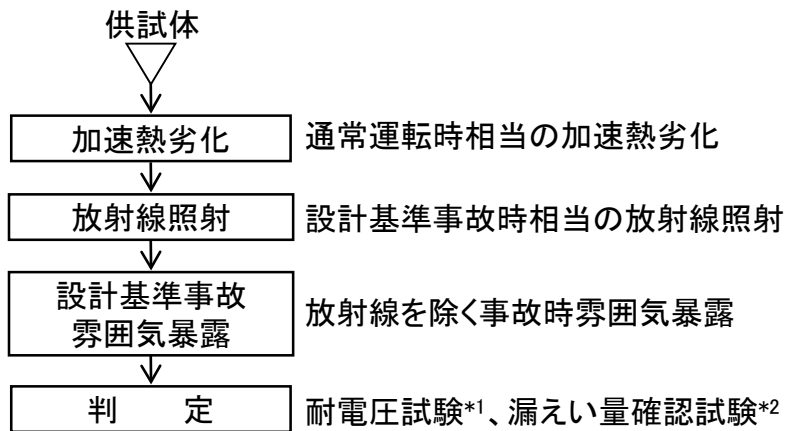 供試体
加速熱劣化 通常運転時相当の加速熱劣化
放射線照射 設計基準事故時相当の放射線照射
設計基準事故
雰囲気暴露 放射線を除く事故時雰囲気暴露
判 定 耐電圧試験*1、漏えい量確認試験*2